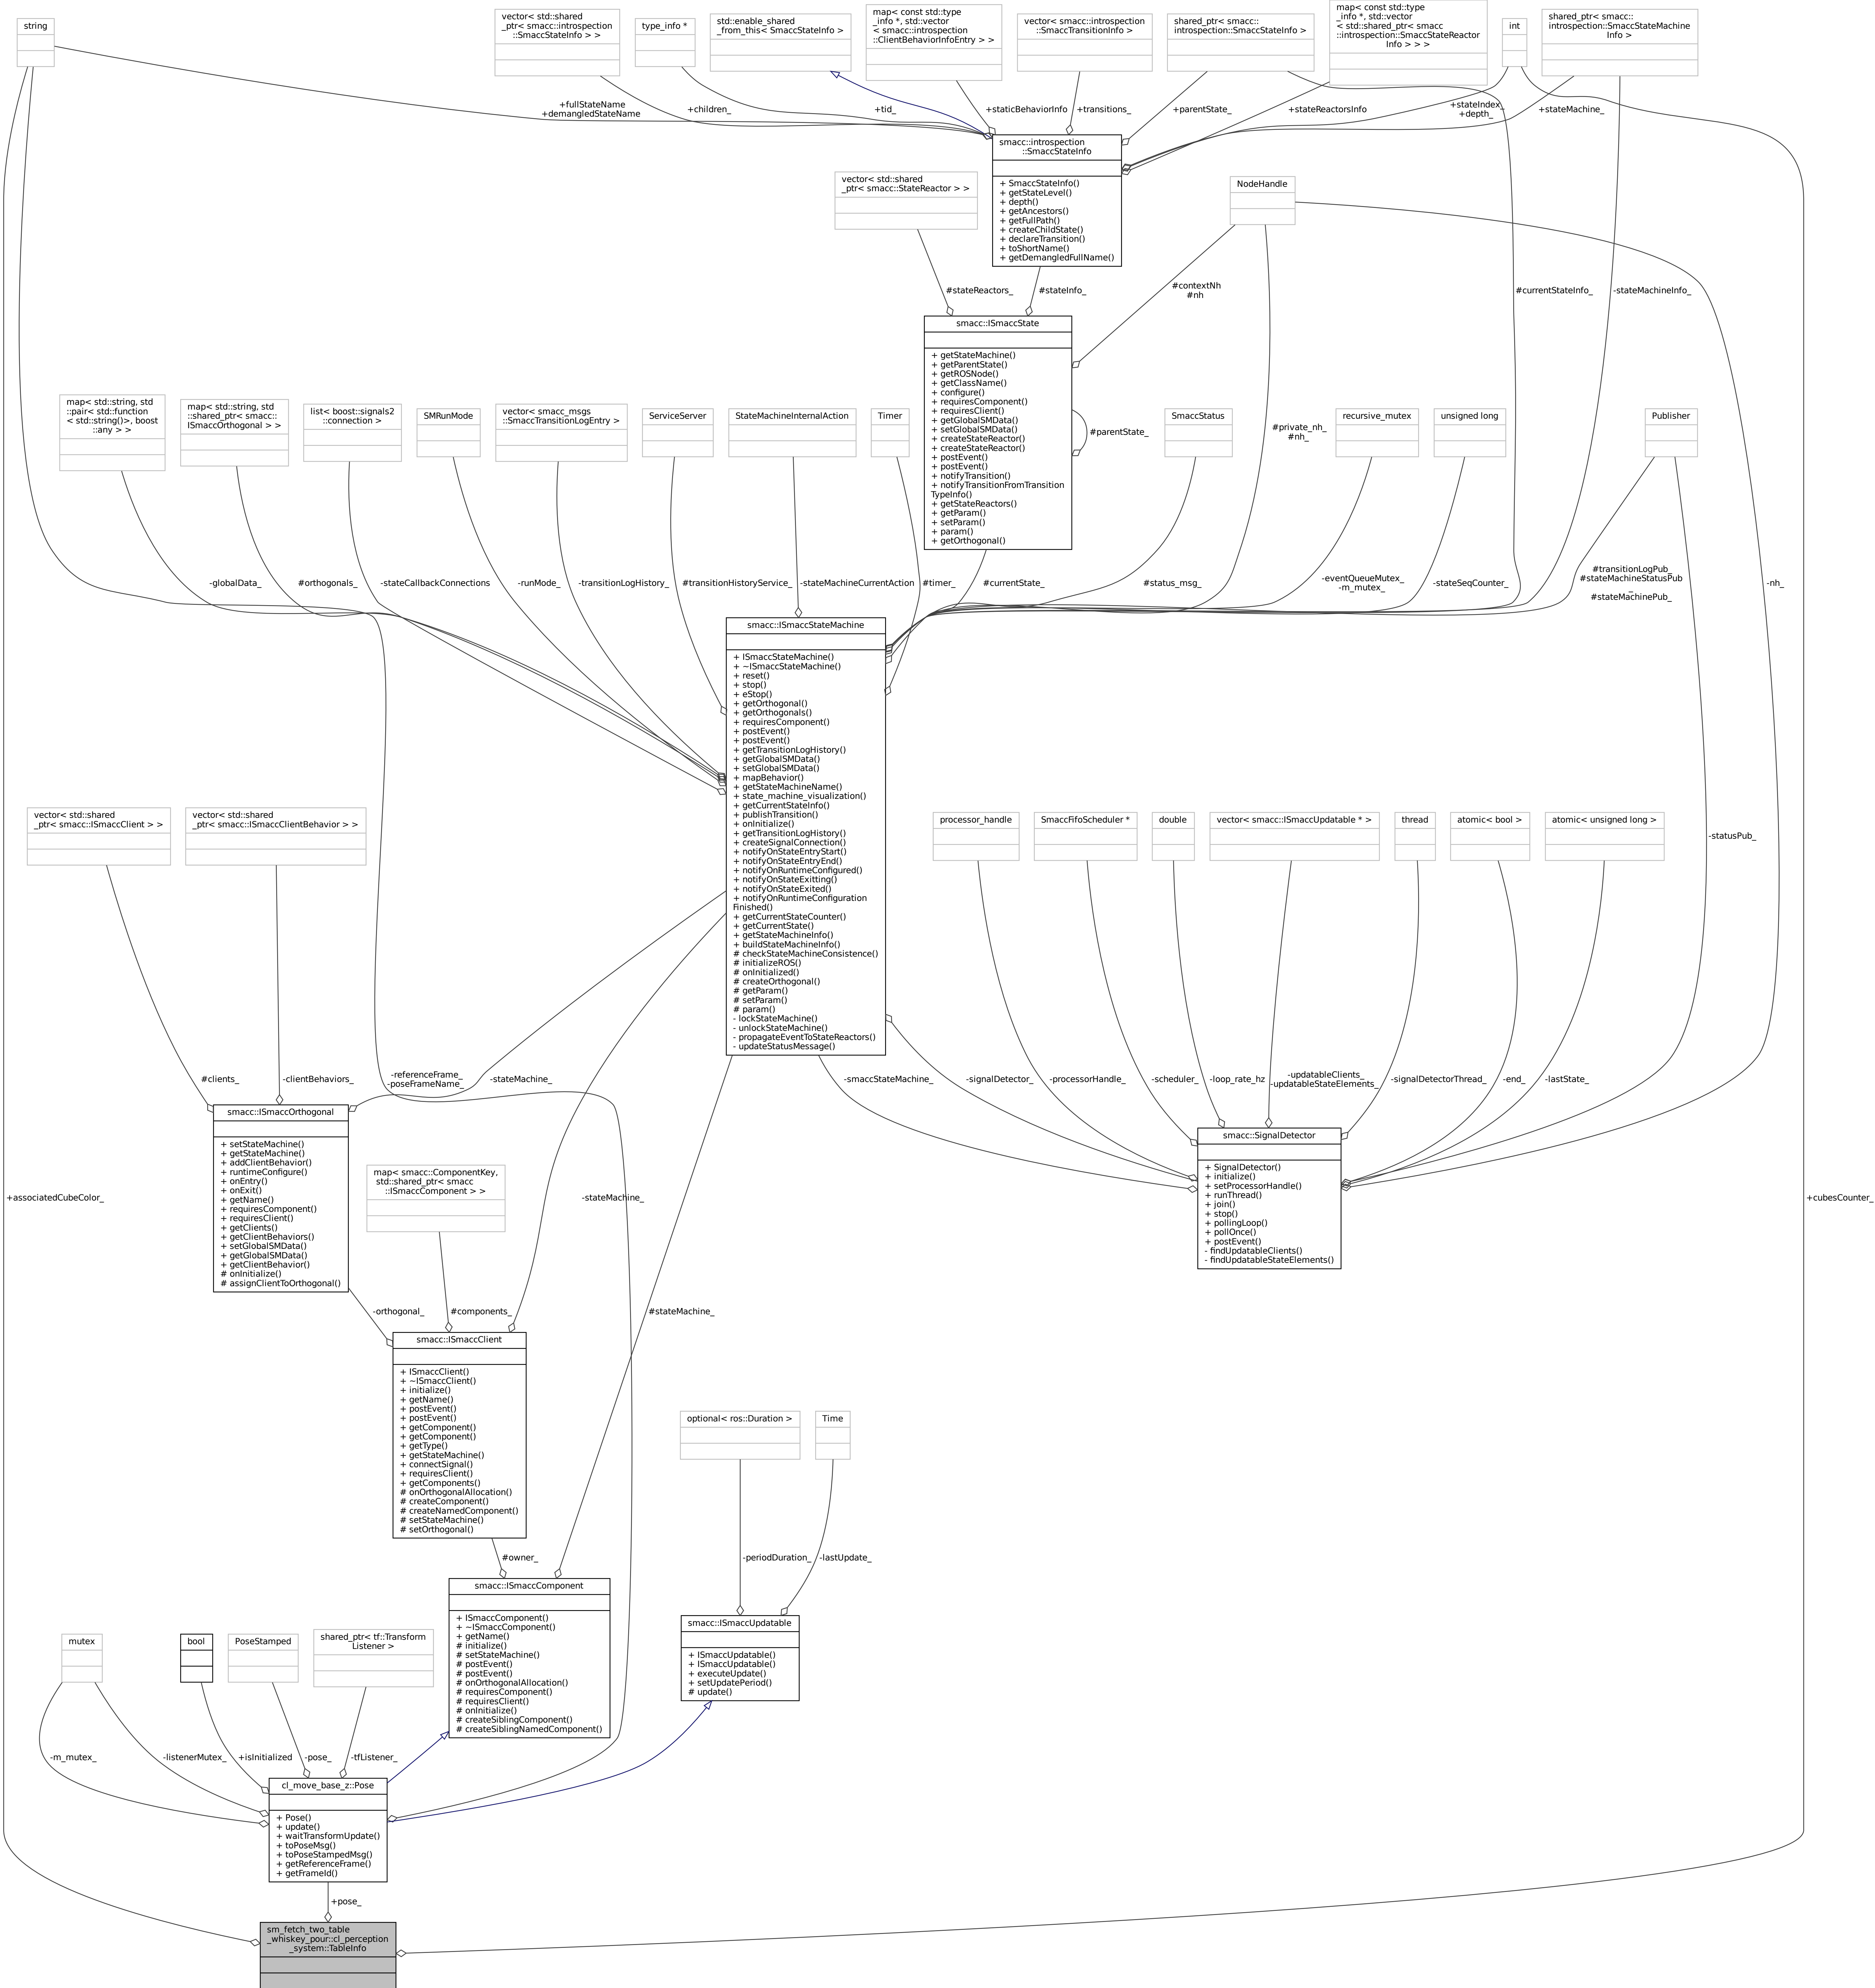 string
vector< std::shared
_ptr< smacc::introspection
::SmaccStateInfo > >
type_info *
std::enable_shared
_from_this< SmaccStateInfo >
map< const std::type
_info *, std::vector
< smacc::introspection
::ClientBehaviorInfoEntry > >
vector< smacc::introspection
::SmaccTransitionInfo >
shared_ptr< smacc::
introspection::SmaccStateInfo >
map< const std::type
_info *, std::vector
< std::shared_ptr< smacc
::introspection::SmaccStateReactor
Info > > >
int
shared_ptr< smacc::
introspection::SmaccStateMachine
Info >
+fullStateName
+demangledStateName
+children_
+tid_
+staticBehaviorInfo
+transitions_
+parentState_
+stateReactorsInfo
+stateIndex_
+depth_
+stateMachine_
smacc::introspection
::SmaccStateInfo
+ SmaccStateInfo()
+ getStateLevel()
+ depth()
+ getAncestors()
+ getFullPath()
+ createChildState()
+ declareTransition()
+ toShortName()
+ getDemangledFullName()
vector< std::shared
_ptr< smacc::StateReactor > >
NodeHandle
#stateReactors_
#stateInfo_
#contextNh
#nh
#currentStateInfo_
-stateMachineInfo_
smacc::ISmaccState
+ getStateMachine()
+ getParentState()
+ getROSNode()
+ getClassName()
+ configure()
+ requiresComponent()
+ requiresClient()
+ getGlobalSMData()
+ setGlobalSMData()
+ createStateReactor()
+ createStateReactor()
+ postEvent()
+ postEvent()
+ notifyTransition()
+ notifyTransitionFromTransition
TypeInfo()
+ getStateReactors()
+ getParam()
+ setParam()
+ param()
+ getOrthogonal()
#parentState_
#private_nh_
#nh_
map< std::string, std
::pair< std::function
< std::string()>, boost
::any > >
map< std::string, std
::shared_ptr< smacc::
ISmaccOrthogonal > >
list< boost::signals2
::connection >
SMRunMode
vector< smacc_msgs
::SmaccTransitionLogEntry >
ServiceServer
StateMachineInternalAction
Timer
SmaccStatus
recursive_mutex
unsigned long
Publisher
-globalData_
#orthogonals_
-stateCallbackConnections
-runMode_
-transitionLogHistory_
#transitionHistoryService_
-stateMachineCurrentAction
#timer_
#currentState_
#status_msg_
-eventQueueMutex_
-m_mutex_
-stateSeqCounter_
#transitionLogPub_
#stateMachineStatusPub
_
#stateMachinePub_
-nh_
smacc::ISmaccStateMachine
+ ISmaccStateMachine()
+ ~ISmaccStateMachine()
+ reset()
+ stop()
+ eStop()
+ getOrthogonal()
+ getOrthogonals()
+ requiresComponent()
+ postEvent()
+ postEvent()
+ getTransitionLogHistory()
+ getGlobalSMData()
+ setGlobalSMData()
+ mapBehavior()
+ getStateMachineName()
+ state_machine_visualization()
+ getCurrentStateInfo()
+ publishTransition()
+ onInitialize()
+ getTransitionLogHistory()
+ createSignalConnection()
+ notifyOnStateEntryStart()
+ notifyOnStateEntryEnd()
+ notifyOnRuntimeConfigured()
+ notifyOnStateExitting()
+ notifyOnStateExited()
+ notifyOnRuntimeConfiguration
Finished()
+ getCurrentStateCounter()
+ getCurrentState()
+ getStateMachineInfo()
+ buildStateMachineInfo()
# checkStateMachineConsistence()
# initializeROS()
# onInitialized()
# createOrthogonal()
# getParam()
# setParam()
# param()
- lockStateMachine()
- unlockStateMachine()
- propagateEventToStateReactors()
- updateStatusMessage()
vector< std::shared
_ptr< smacc::ISmaccClient > >
vector< std::shared
_ptr< smacc::ISmaccClientBehavior > >
processor_handle
SmaccFifoScheduler *
double
vector< smacc::ISmaccUpdatable * >
thread
atomic< bool >
atomic< unsigned long >
-statusPub_
#clients_
-clientBehaviors_
-referenceFrame_
-poseFrameName_
-stateMachine_
-smaccStateMachine_
-signalDetector_
-processorHandle_
-scheduler_
-loop_rate_hz
-updatableClients_
-updatableStateElements_
-signalDetectorThread_
-end_
-lastState_
smacc::ISmaccOrthogonal
+ setStateMachine()
+ getStateMachine()
+ addClientBehavior()
+ runtimeConfigure()
+ onEntry()
+ onExit()
+ getName()
+ requiresComponent()
+ requiresClient()
+ getClients()
+ getClientBehaviors()
+ setGlobalSMData()
+ getGlobalSMData()
+ getClientBehavior()
# onInitialize()
# assignClientToOrthogonal()
smacc::SignalDetector
+ SignalDetector()
+ initialize()
+ setProcessorHandle()
+ runThread()
+ join()
+ stop()
+ pollingLoop()
+ pollOnce()
+ postEvent()
- findUpdatableClients()
- findUpdatableStateElements()
map< smacc::ComponentKey,
std::shared_ptr< smacc
::ISmaccComponent > >
+associatedCubeColor_
-stateMachine_
+cubesCounter_
-orthogonal_
#components_
#stateMachine_
smacc::ISmaccClient
+ ISmaccClient()
+ ~ISmaccClient()
+ initialize()
+ getName()
+ postEvent()
+ postEvent()
+ getComponent()
+ getComponent()
+ getType()
+ getStateMachine()
+ connectSignal()
+ requiresClient()
+ getComponents()
# onOrthogonalAllocation()
# createComponent()
# createNamedComponent()
# setStateMachine()
# setOrthogonal()
optional< ros::Duration >
Time
#owner_
-periodDuration_
-lastUpdate_
smacc::ISmaccComponent
+ ISmaccComponent()
+ ~ISmaccComponent()
+ getName()
# initialize()
# setStateMachine()
# postEvent()
# postEvent()
# onOrthogonalAllocation()
# requiresComponent()
# requiresClient()
# onInitialize()
# createSiblingComponent()
# createSiblingNamedComponent()
smacc::ISmaccUpdatable
+ ISmaccUpdatable()
+ ISmaccUpdatable()
+ executeUpdate()
+ setUpdatePeriod()
# update()
mutex
bool
PoseStamped
shared_ptr< tf::Transform
Listener >
-m_mutex_
-listenerMutex_
+isInitialized
-pose_
-tfListener_
cl_move_base_z::Pose
+ Pose()
+ update()
+ waitTransformUpdate()
+ toPoseMsg()
+ toPoseStampedMsg()
+ getReferenceFrame()
+ getFrameId()
+pose_
sm_fetch_two_table
_whiskey_pour::cl_perception
_system::TableInfo